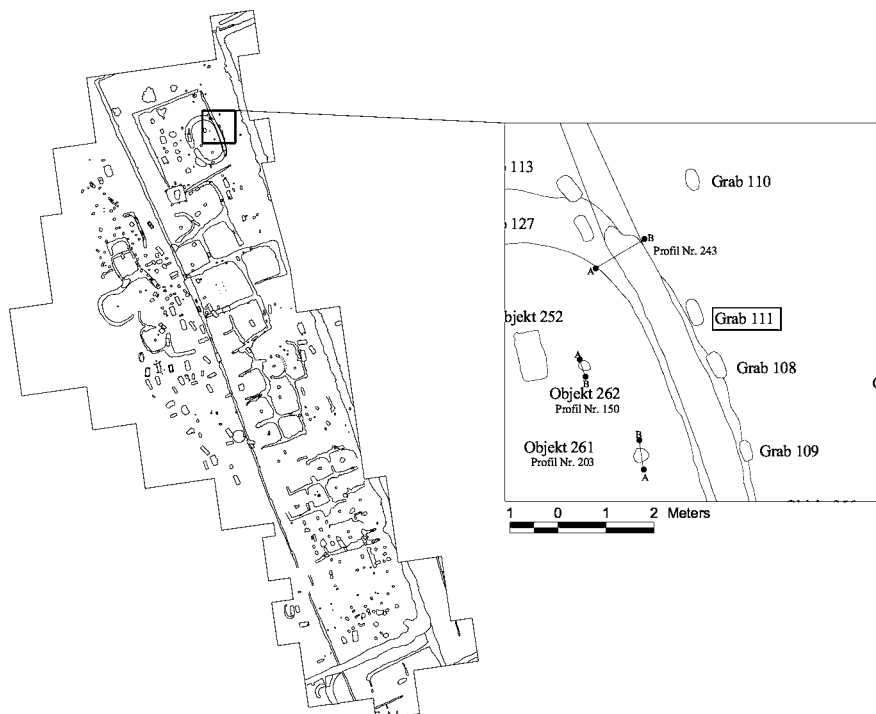 113
Grab 110
127
B
Profil Nr. 243
A
bjekt 252
Grab 111
A
Grab 108
B
Objekt 262
Profil Nr. 150
B
Objekt 261
Grab 109
Profil Nr. 203
A
1 0 1 2 Meters